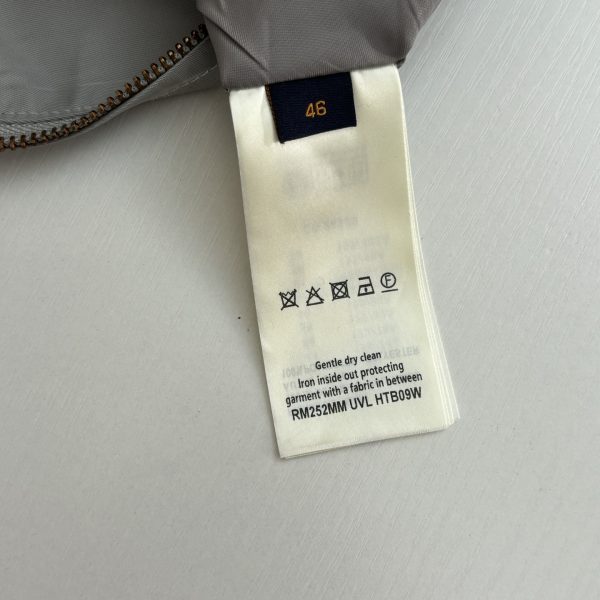 46
F
Gentle dry clean
Iron inside out protecting
garment with a fabric in between
RM252MM UVL HTB09W